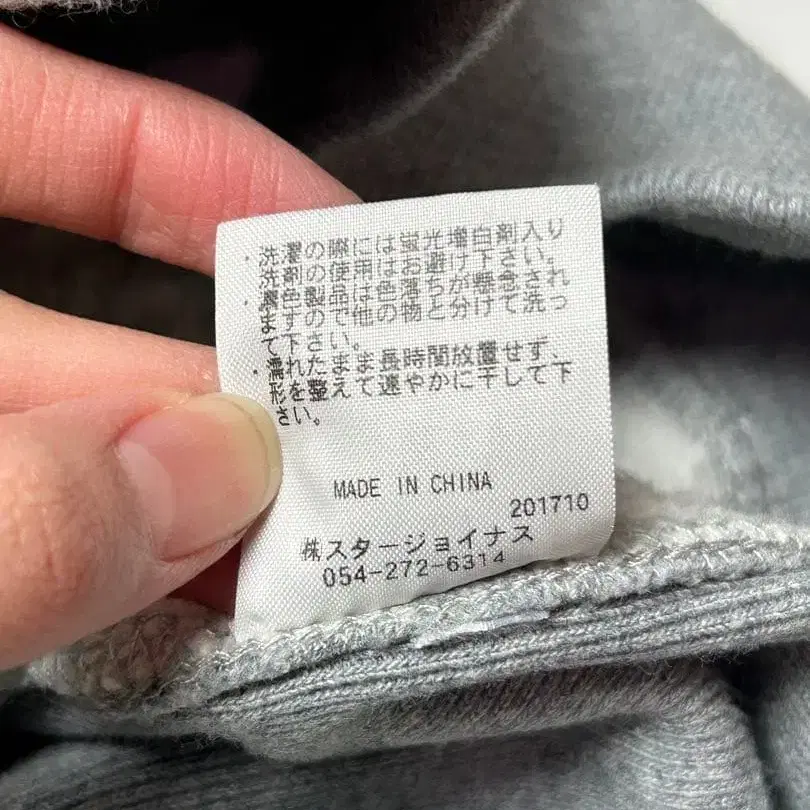 ・洗濯の際には蛍光増白剤入り
洗剤の使用はお避け下さい。
・濃色製品は色落ちが懸念され
ますので他の物と分けて洗っ
て下さい。
・濡れたまま長時間放置せず、
形を整えて速やかに干して下
さい。
MADE IN CHINA
201710
㈱スタージョイナス
054-272-6314